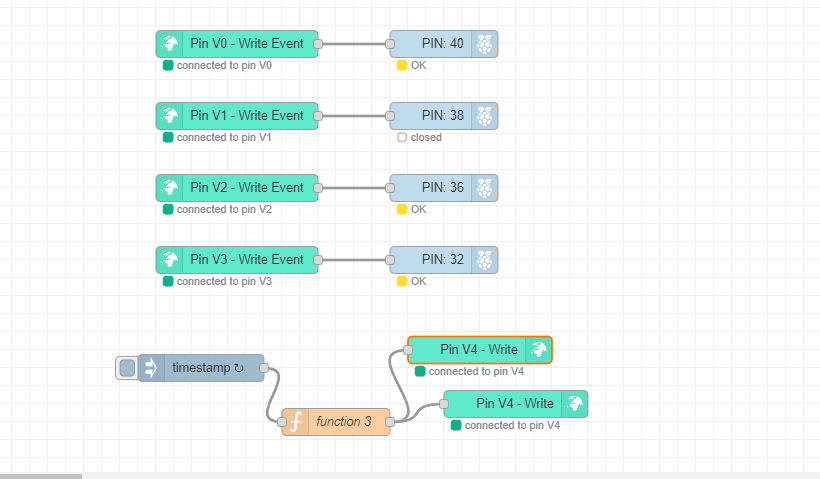 Pin V0 - Write Event
PIN: 40
connected to pin V0
OK
Pin V1 - Write Event
PIN: 38
connected to pin V1
closed
Pin V2 - Write Event
PIN: 36
connected to pin V2
OK
Pin V3 - Write Event
PIN: 32
connected to pin V3
OK
Pin V4 - Write
connected to pin V4
timestamp ↻
Pin V4 - Write
connected to pin V4
function 3